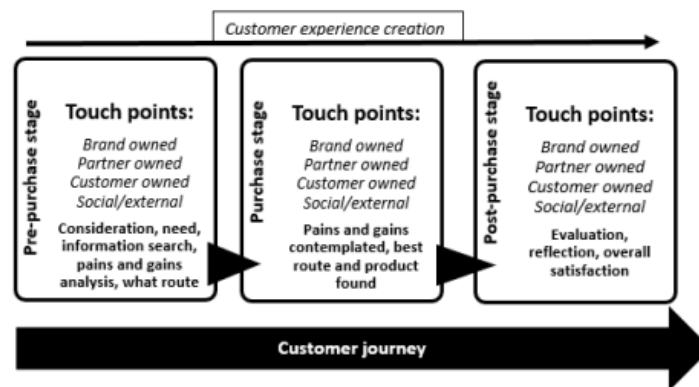 Customer experience creation
Pre-purchase stage
Touch points:
Brand owned
Partner owned
Customer owned
Social/external
Consideration, need,
information search,
pains and gains
analysis, what route
Purchase stage
Touch points:
Brand owned
Partner owned
Customer owned
Social/external
Pains and gains
contemplated, best
route and product
found
Post-purchase stage
Touch points:
Brand owned
Partner owned
Customer owned
Social/external
Evaluation,
reflection, overall
satisfaction
Customer journey